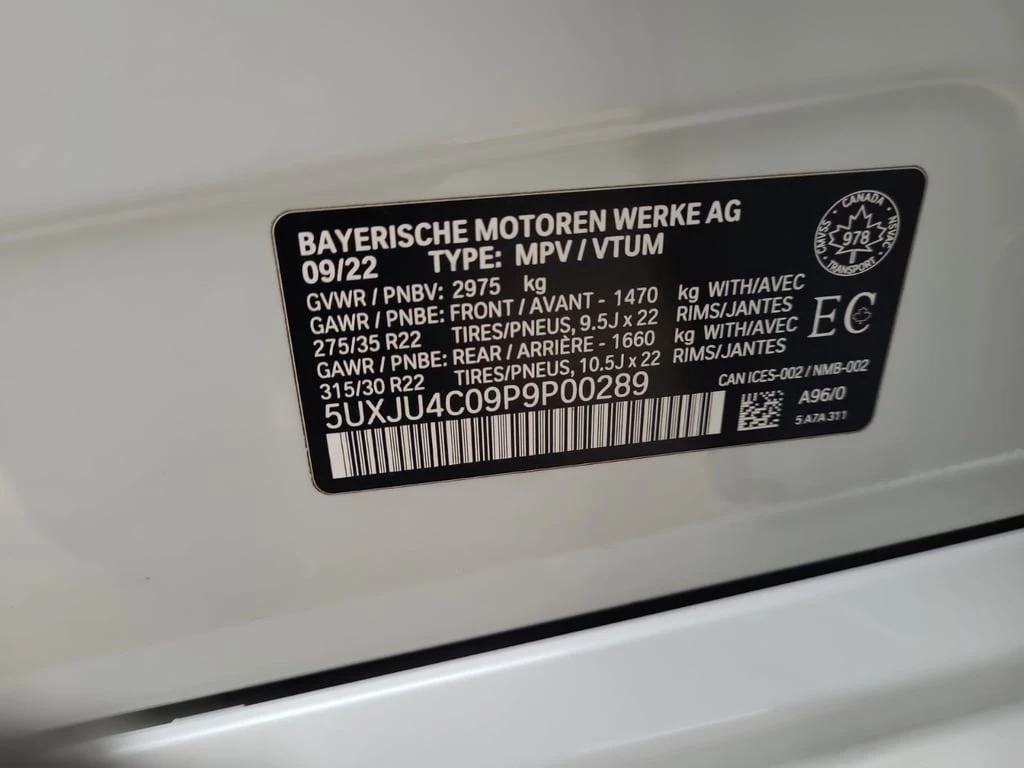 BAYERISCHE MOTOREN WERKE AG
09/22 TYPE: MPV / VTUM
GVWR / PNBV: 2975 kg
GAWR / PNBE: FRONT / AVANT - 1470 kg WITH/AVEC
275/35 R22 TIRES/PNEUS, 9.5J x 22 RIMS/JANTES
GAWR / PNBE: REAR / ARRIÈRE - 1660 kg WITH/AVEC
315/30 R22 TIRES/PNEUS, 10.5J x 22 RIMS/JANTES
5UXJU4C09P9P00289
CANADA
CMVSS 978 NSVAC
TRANSPORT
EC
CAN ICES-002 / NMB-002
A96/0
5 A7A 311